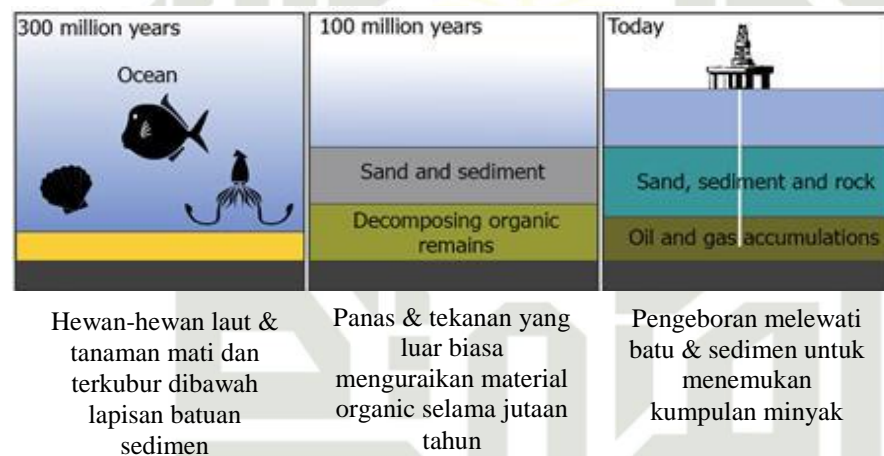 300 million years
Ocean
100 million years
Sand and sediment
Decomposing organic
remains
Today
Sand, sediment and rock
Oil and gas accumulations
Hewan-hewan laut &
tanaman mati dan
terkubur dibawah
lapisan batuan
sedimen
Panas & tekanan yang
luar biasa
menguraikan material
organic selama jutaan
tahun
Pengeboran melewati
batu & sedimen untuk
menemukan
kumpulan minyak